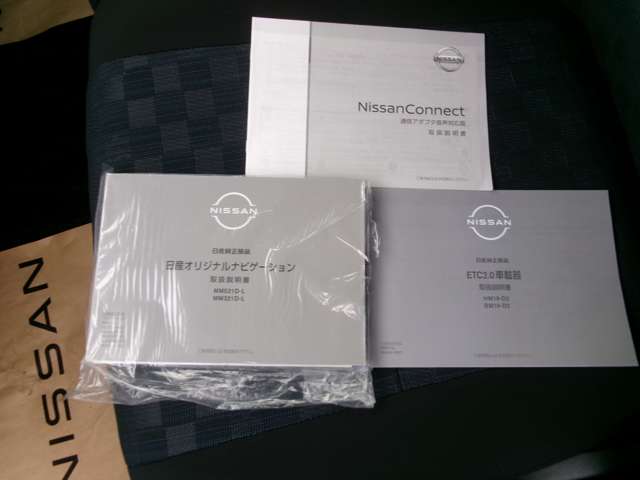 NISSAN
NissanConnect
通信アダプタ音声対応版
取扱説明書
NISSAN
日産純正部品
日産オリジナルナビゲーション
取扱説明書
MM521D-L
MM321D-L
NISSAN
日産純正部品
ETC2.0車載器
取扱説明書
NISSAN